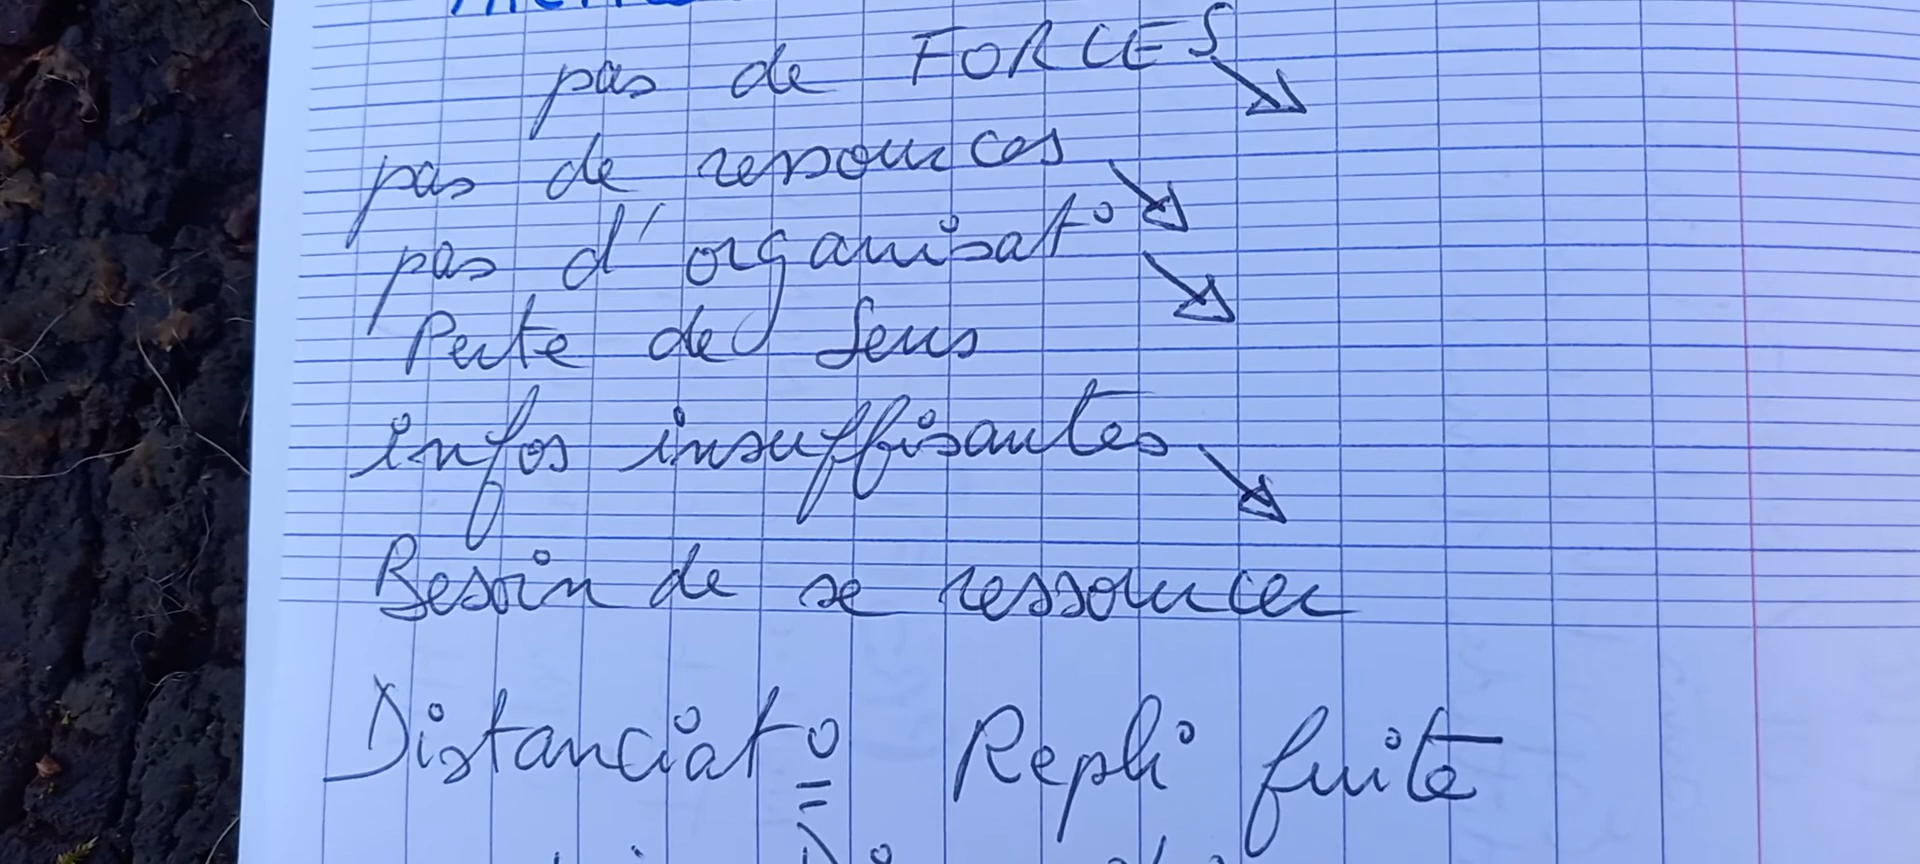 pas de FORCES ↘
pas de ressources ↘
pas d'organisat° ↘
Perte de Sens
infos insuffisantes ↘
Besoin de se ressourcer
Distanciat° Repli fuite
=